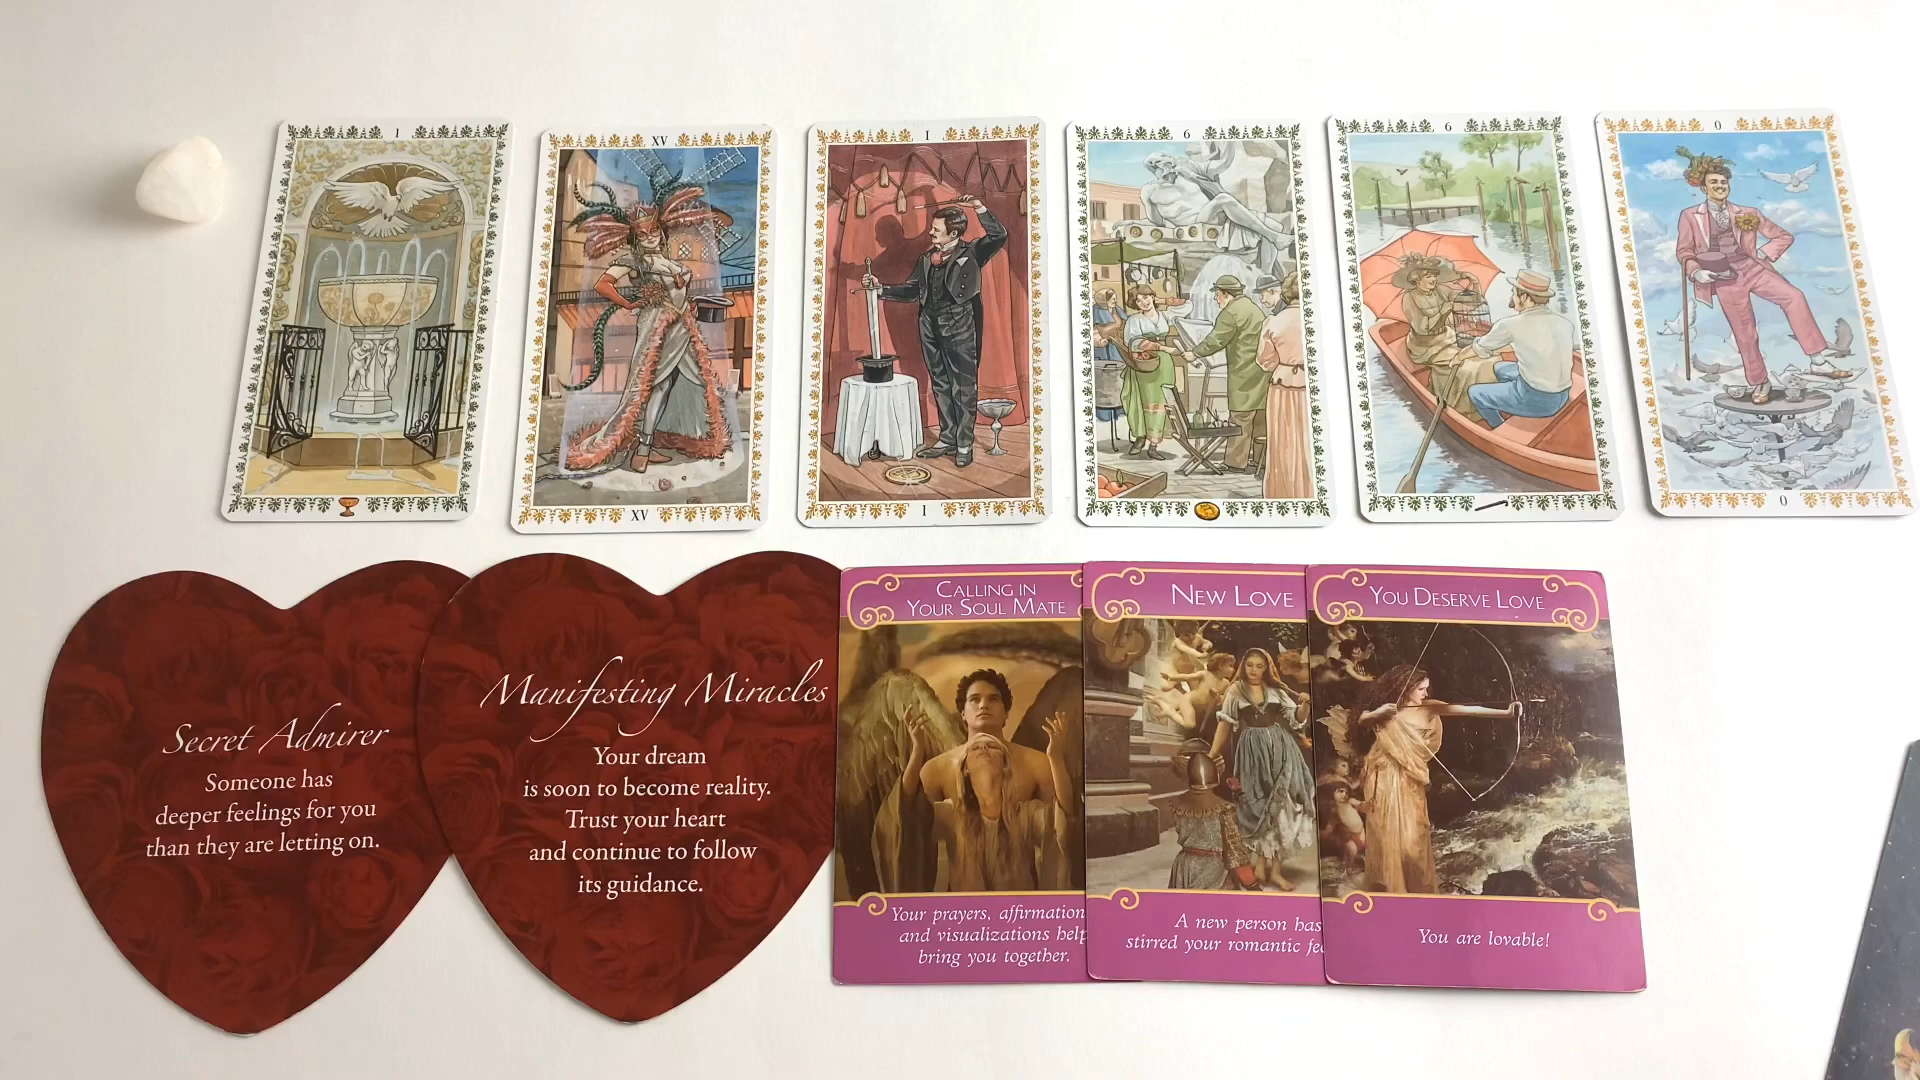 1
XV
I
6
6
0
XV
I
0
Secret Admirer
Someone has
deeper feelings for you
than they are letting on.
Manifesting Miracles
Your dream
is soon to become reality.
Trust your heart
and continue to follow
its guidance.
CALLING IN
YOUR SOUL MATE
Your prayers, affirmation
and visualizations help
bring you together.
NEW LOVE
A new person has
stirred your romantic
YOU DESERVE LOVE
You are lovable!